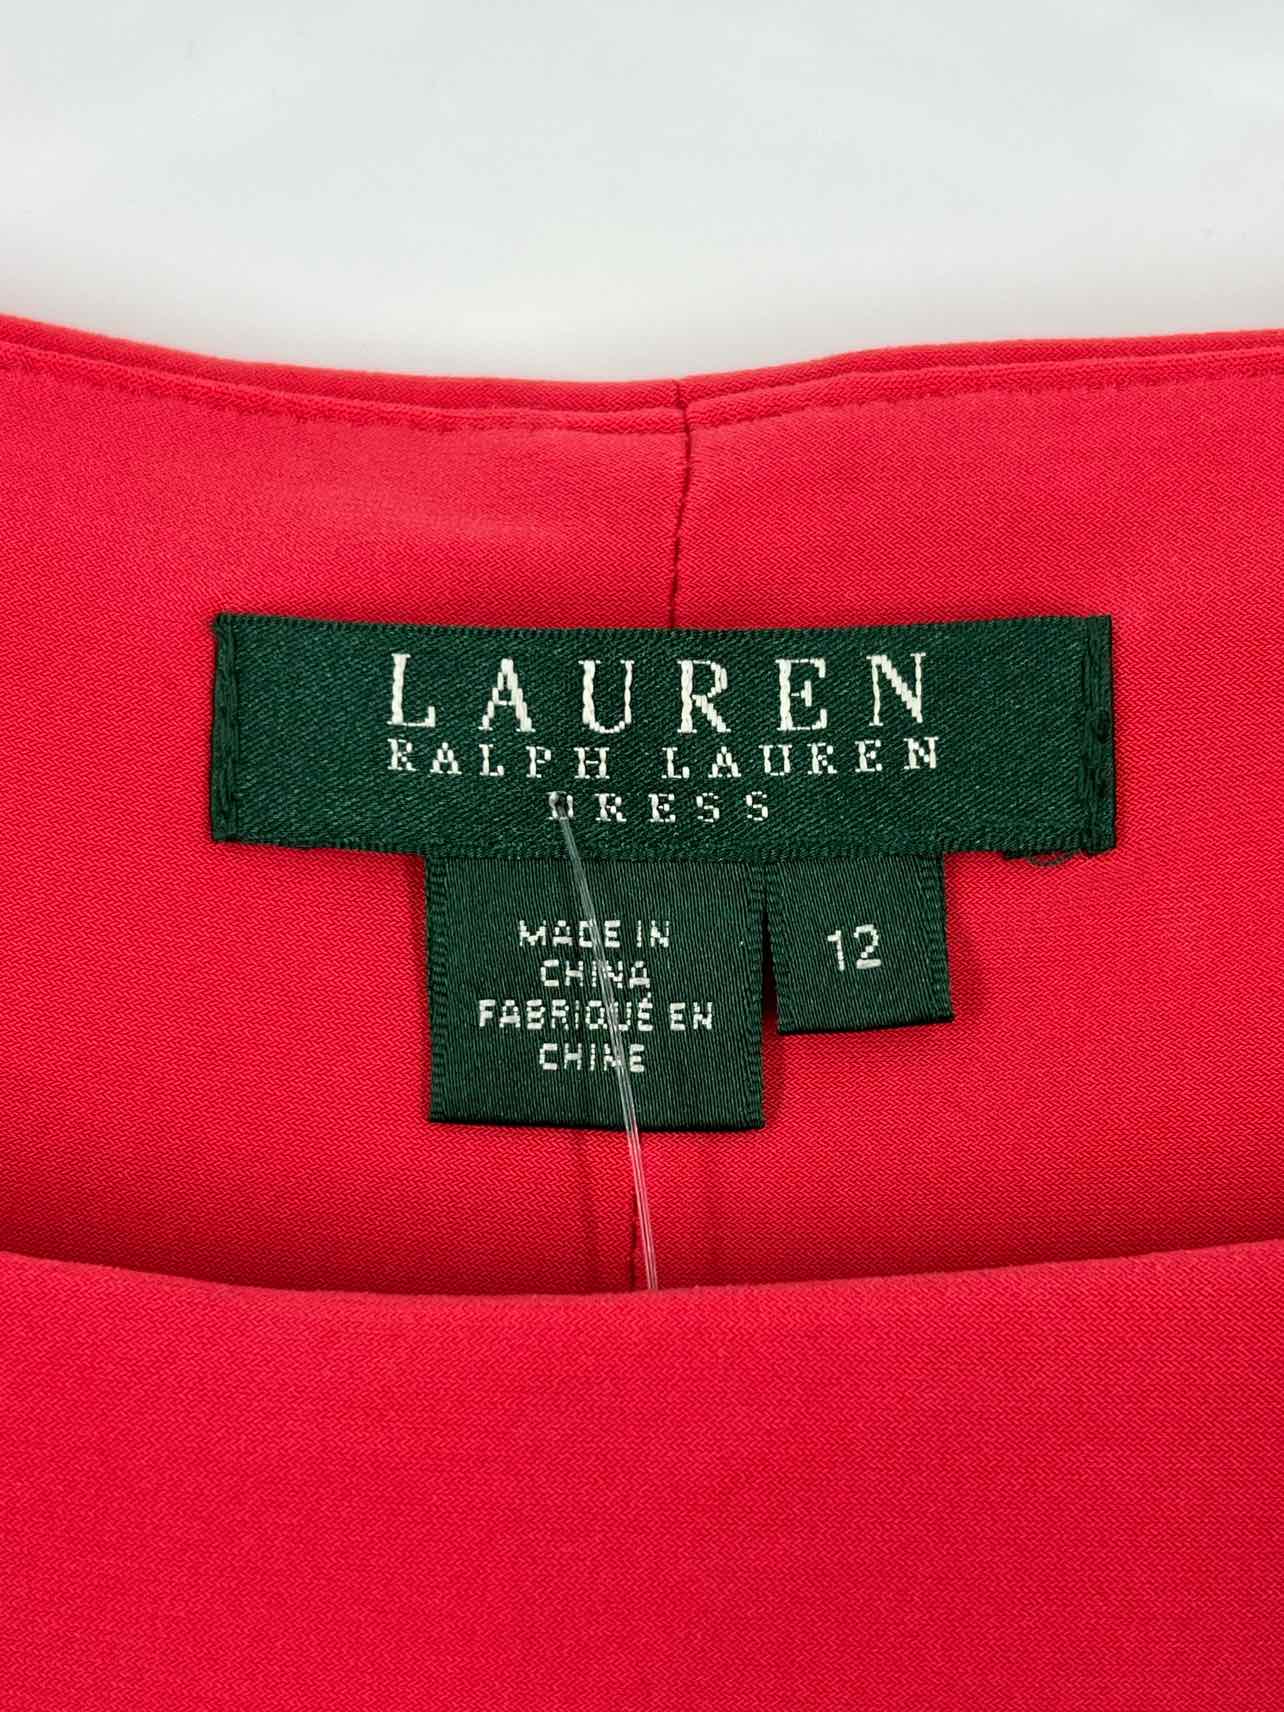 LAUREN
RALPH LAUREN
DRESS
MADE IN
CHINA
FABRIQUÉ EN
CHINE
12